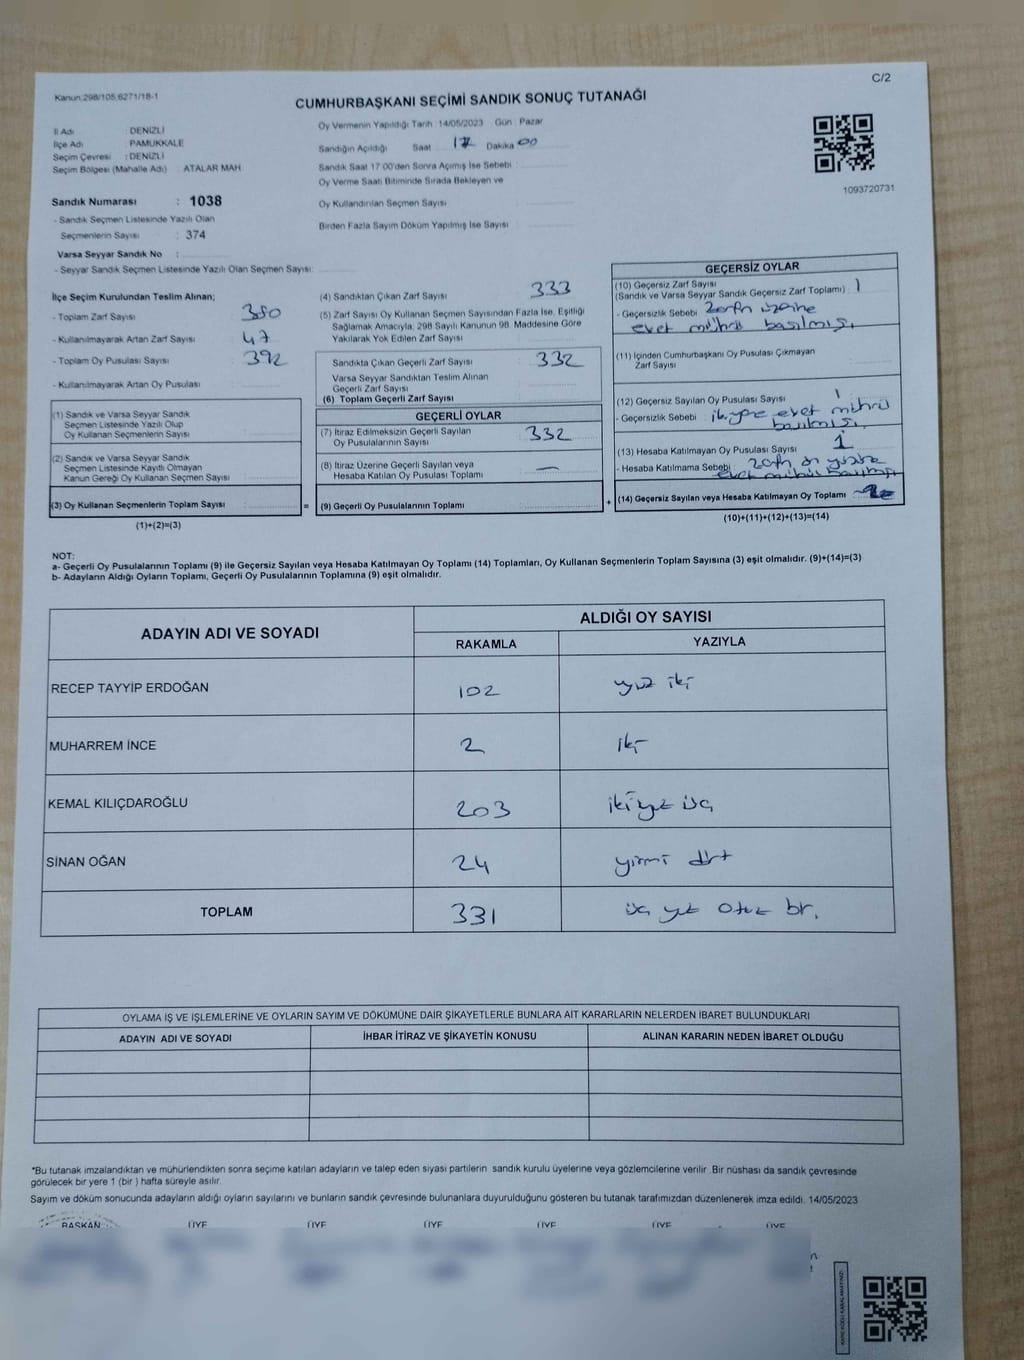 C/2
Kanun:298/105,6271/18-1
CUMHURBAŞKANI SEÇİMİ SANDIK SONUÇ TUTANAĞI
İl Adı : DENİZLİ
İlçe Adı : PAMUKKALE
Seçim Çevresi : DENİZLİ
Seçim Bölgesi (Mahalle Adı) : ATALAR MAH.
Oy Vermenin Yapıldığı Tarih :14/05/2023 Gün : Pazar
Sandığın Açıldığı Saat 17 Dakika 00
Sandık Saat 17:00'den Sonra Açımış İse Sebebi :
Oy Verme Saati Bitiminde Sırada Bekleyen ve
Oy Kullandırılan Seçmen Sayısı
Birden Fazla Sayım Döküm Yapılmış İse Sayısı :
1093720731
Sandık Numarası : 1038
- Sandık Seçmen Listesinde Yazılı Olan
Seçmenlerin Sayısı : 374
Varsa Seyyar Sandık No :
- Seyyar Sandık Seçmen Listesinde Yazılı Olan Seçmen Sayısı:
İlçe Seçim Kurulundan Teslim Alınan;
- Toplam Zarf Sayısı 380
- Kullanılmayarak Artan Zarf Sayısı 47
- Toplam Oy Pusulası Sayısı 392
- Kullanılmayarak Artan Oy Pusulası
(1) Sandık ve Varsa Seyyar Sandık
Seçmen Listesinde Yazılı Olup
Oy Kullanan Seçmenlerin Sayısı
(2) Sandık ve Varsa Seyyar Sandık
Seçmen Listesinde Kayıtlı Olmayan
Kanun Gereği Oy Kullanan Seçmen Sayısı
(3) Oy Kullanan Seçmenlerin Toplam Sayısı
(1)+(2)=(3)
=
(4) Sandıktan Çıkan Zarf Sayısı 333
(5) Zarf Sayısı Oy Kullanan Seçmen Sayısından Fazla İse, Eşitliği
Sağlamak Amacıyla; 298 Sayılı Kanunun 98. Maddesine Göre
Yakılarak Yok Edilen Zarf Sayısı
Sandıkta Çıkan Geçerli Zarf Sayısı 332
Varsa Seyyar Sandıktan Teslim Alınan
Geçerli Zarf Sayısı
(6) Toplam Geçerli Zarf Sayısı
GEÇERLİ OYLAR
(7) İtiraz Edilmeksizin Geçerli Sayılan
Oy Pusulalarının Sayısı 332
(8) İtiraz Üzerine Geçerli Sayılan veya
Hesaba Katılan Oy Pusulası Toplamı —
(9) Geçerli Oy Pusulalarının Toplamı
+
GEÇERSİZ OYLAR
(10) Geçersiz Zarf Sayısı
(Sandık ve Varsa Seyyar Sandık Geçersiz Zarf Toplamı) : 1
- Geçersizlik Sebebi Zarfın üzerine
evet mührü basılmış.
(11) İçinden Cumhurbaşkanı Oy Pusulası Çıkmayan
Zarf Sayısı
(12) Geçersiz Sayılan Oy Pusulası Sayısı 1
- Geçersizlik Sebebi iki yere evet mührü
basılmış.
(13) Hesaba Katılmayan Oy Pusulası Sayısı 1
- Hesaba Katılmama Sebebi Zarfın
evet mührü
(14) Geçersiz Sayılan veya Hesaba Katılmayan Oy Toplamı
(10)+(11)+(12)+(13)=(14)
NOT:
a- Geçerli Oy Pusulalarının Toplamı (9) ile Geçersiz Sayılan veya Hesaba Katılmayan Oy Toplamı (14) Toplamları, Oy Kullanan Seçmenlerin Toplam Sayısına (3) eşit olmalıdır. (9)+(14)=(3)
b- Adayların Aldığı Oyların Toplamı, Geçerli Oy Pusulalarının Toplamına (9) eşit olmalıdır.
ADAYIN ADI VE SOYADI
ALDIĞI OY SAYISI
RAKAMLA YAZIYLA
RECEP TAYYİP ERDOĞAN 102 yüz iki
MUHARREM İNCE 2 iki
KEMAL KILIÇDAROĞLU 203 ikiyüz üç
SİNAN OĞAN 24 yirmi dört
TOPLAM 331 üç yüz otuz bir.
OYLAMA İŞ VE İŞLEMLERİNE VE OYLARIN SAYIM VE DÖKÜMÜNE DAİR ŞİKAYETLERLE BUNLARA AİT KARARLARIN NELERDEN İBARET BULUNDUKLARI
ADAYIN ADI VE SOYADI İHBAR İTİRAZ VE ŞİKAYETİN KONUSU ALINAN KARARIN NEDEN İBARET OLDUĞU
*Bu tutanak imzalandıktan ve mühürlendikten sonra seçime katılan adayların ve talep eden siyasi partilerin sandık kurulu üyelerine veya gözlemcilerine verilir .Bir nüshası da sandık çevresinde
görülecek bir yere 1 (bir ) hafta süreyle asılır.
Sayım ve döküm sonucunda adayların aldığı oyların sayılarını ve bunların sandık çevresinde bulunanlara duyurulduğunu gösteren bu tutanak tarafımızdan düzenlenerek imza edildi. 14/05/2023
BAŞKAN ÜYE ÜYE ÜYE ÜYE ÜYE ÜYE